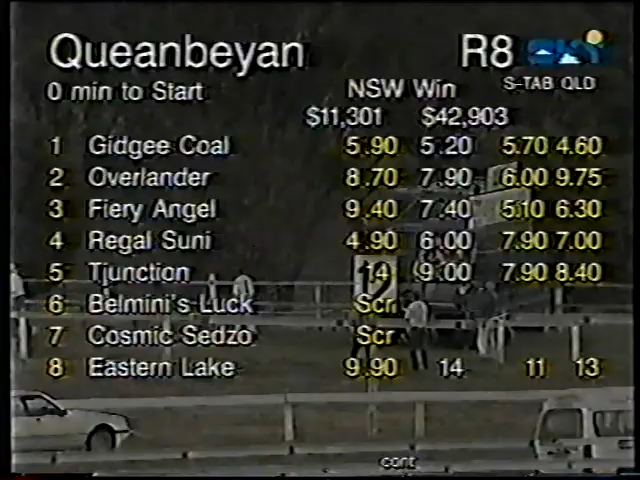 Queanbeyan R8 SKY
0 min to Start NSW Win S-TAB QLD
$11,301 $42,903
1 Gidgee Coal 5.90 5.20 5.70 4.60
2 Overlander 8.70 7.90 6.00 9.75
3 Fiery Angel 9.40 7.40 5.10 6.30
4 Regal Suni 4.90 6.00 7.90 7.00
5 Tjunction 14 9.00 7.90 8.40
6 Belmini's Luck Scr
7 Cosmic Sedzo Scr
8 Eastern Lake 9.90 14 11 13
cont